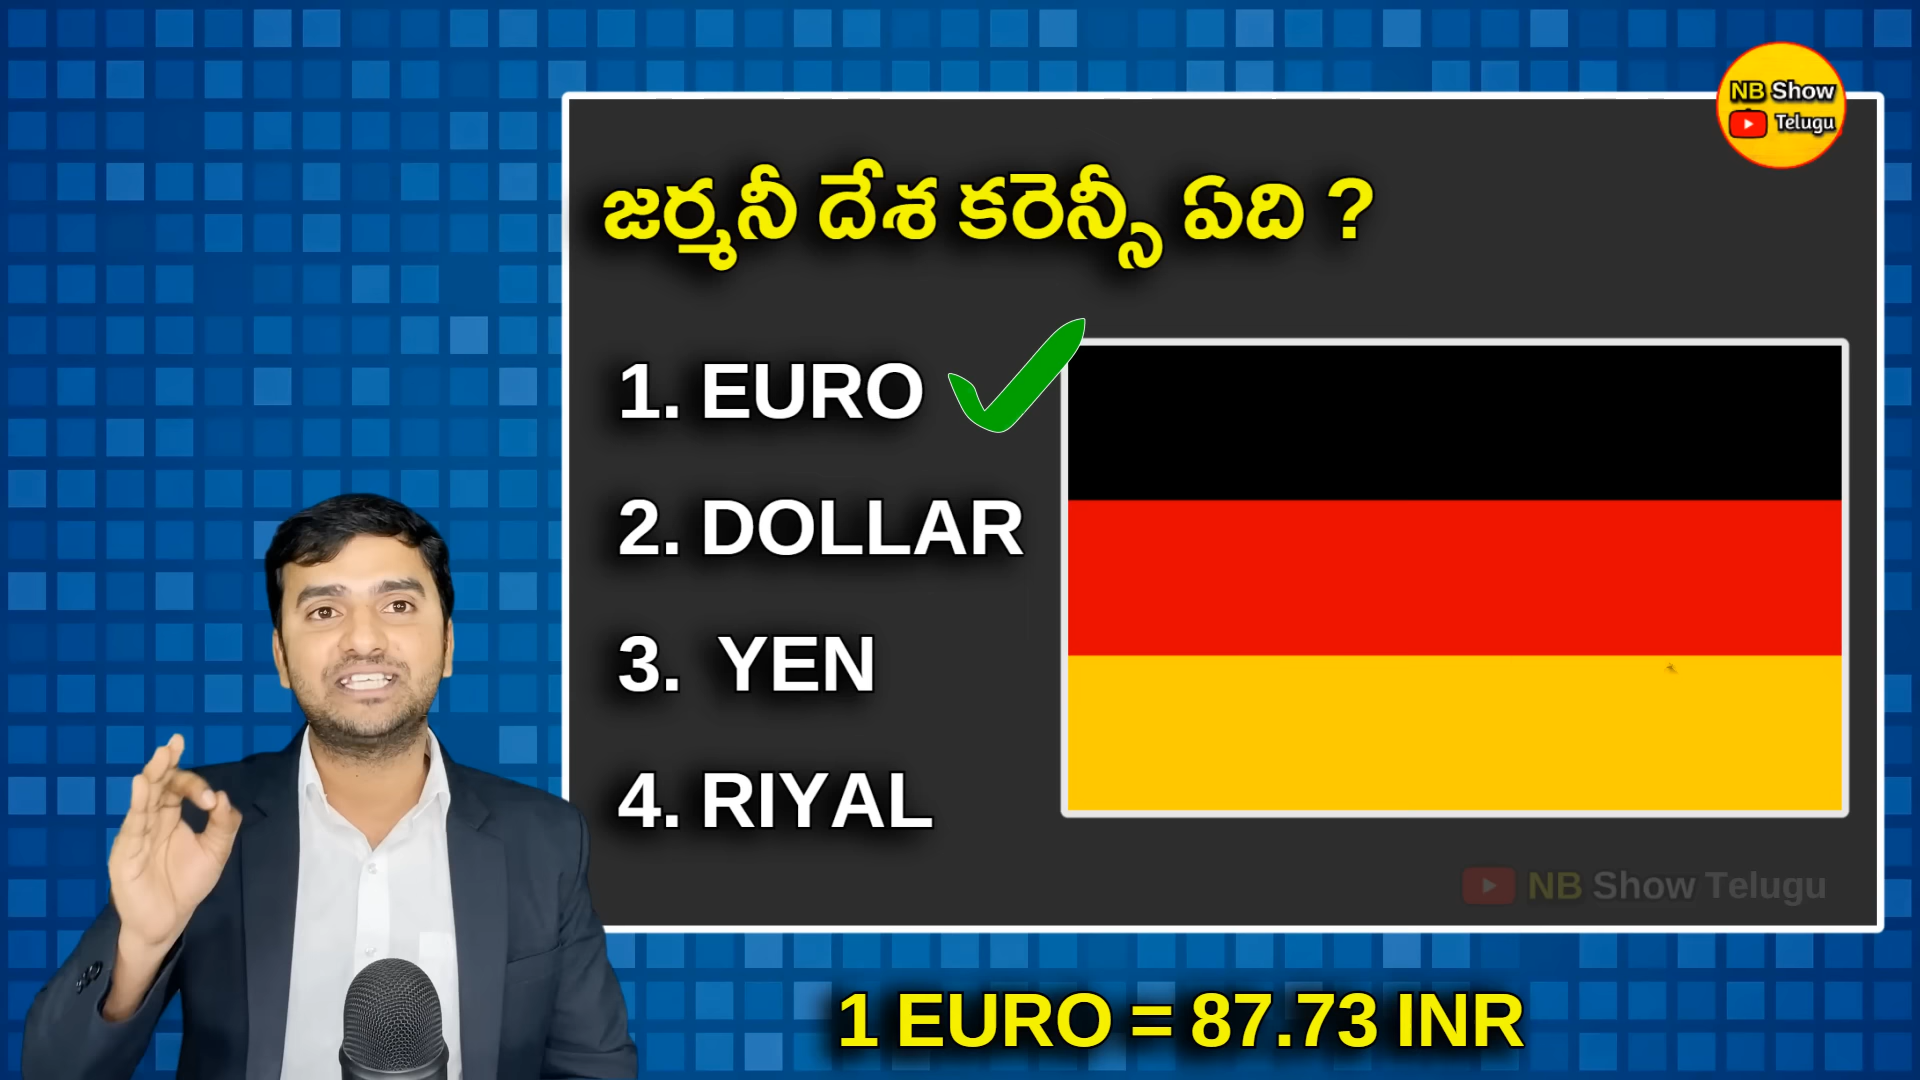 NB Show
Telugu
జర్మనీ దేశ కరెన్సీ ఏది ?
1. EURO
2. DOLLAR
3. YEN
4. RIYAL
NB Show Telugu
1 EURO = 87.73 INR